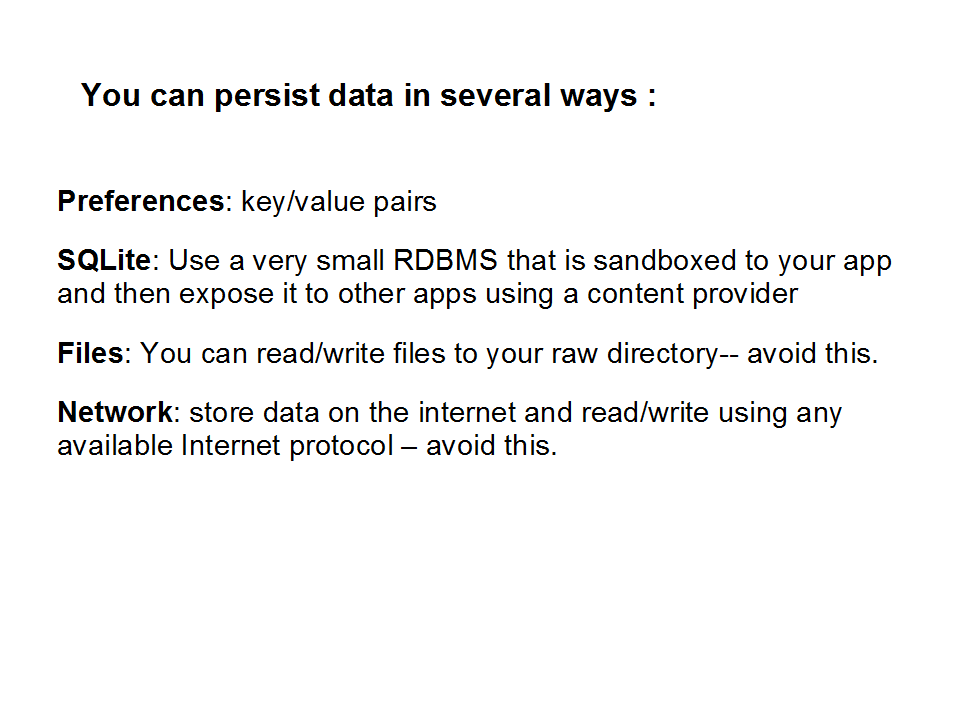 You can persist data in several ways :
Preferences: key/value pairs
SQLite: Use a very small RDBMS that is sandboxed to your app
and then expose it to other apps using a content provider
Files: You can read/write files to your raw directory-- avoid this.
Network: store data on the internet and read/write using any
available Internet protocol – avoid this.